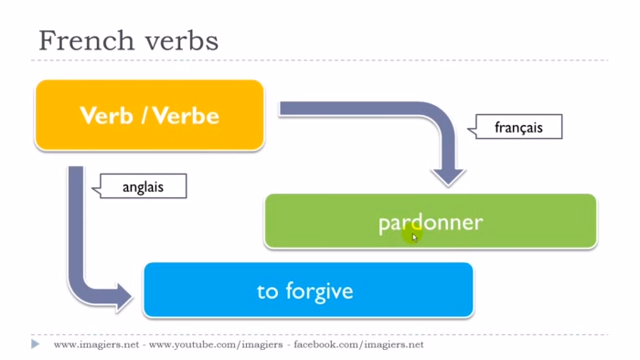 French verbs
Verb / Verbe
français
anglais
pardonner
to forgive
www.imagiers.net - www.youtube.com/imagiers - facebook.com/imagiers.net